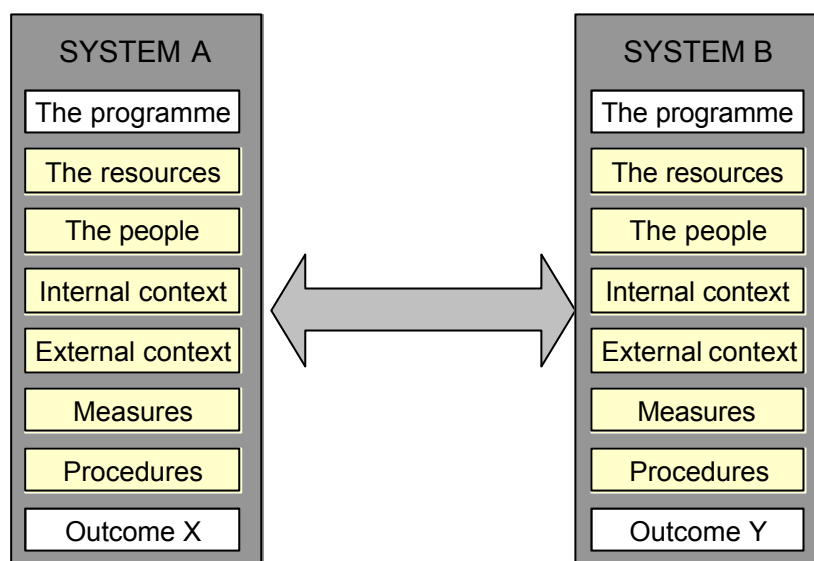 SYSTEM A
The programme
The resources
The people
Internal context
External context
Measures
Procedures
Outcome X
SYSTEM B
The programme
The resources
The people
Internal context
External context
Measures
Procedures
Outcome Y